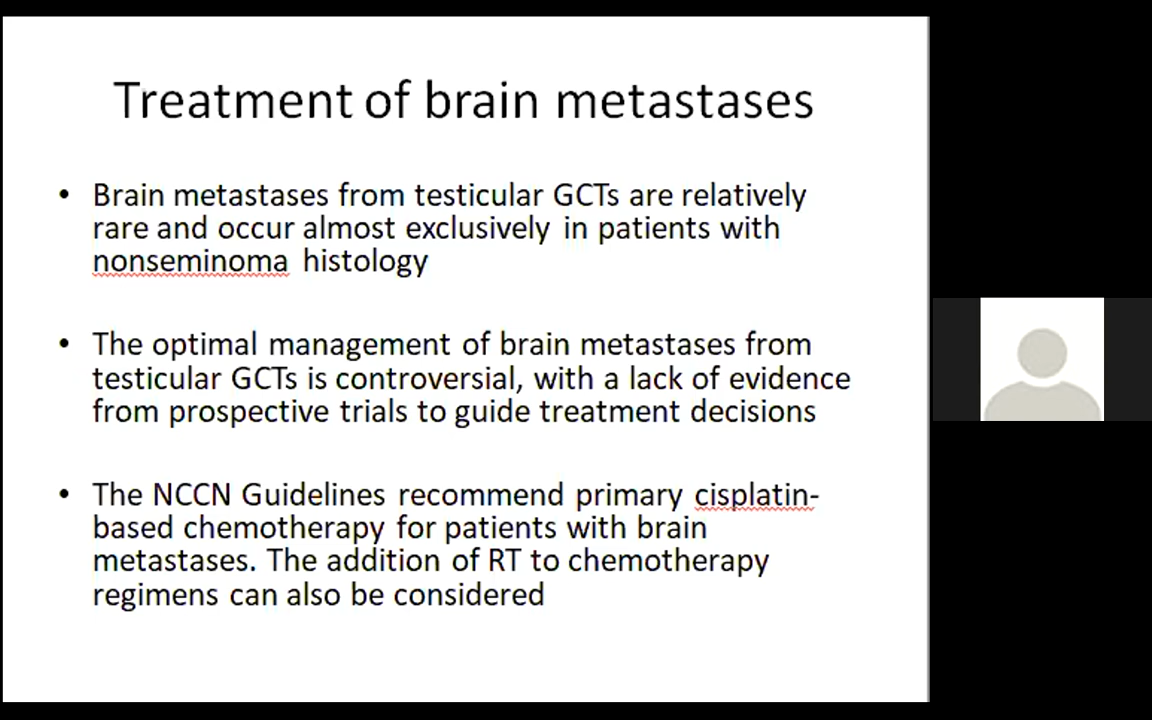 Treatment of brain metastases
• Brain metastases from testicular GCTs are relatively
rare and occur almost exclusively in patients with
nonseminoma histology
• The optimal management of brain metastases from
testicular GCTs is controversial, with a lack of evidence
from prospective trials to guide treatment decisions
• The NCCN Guidelines recommend primary cisplatin-
based chemotherapy for patients with brain
metastases. The addition of RT to chemotherapy
regimens can also be considered